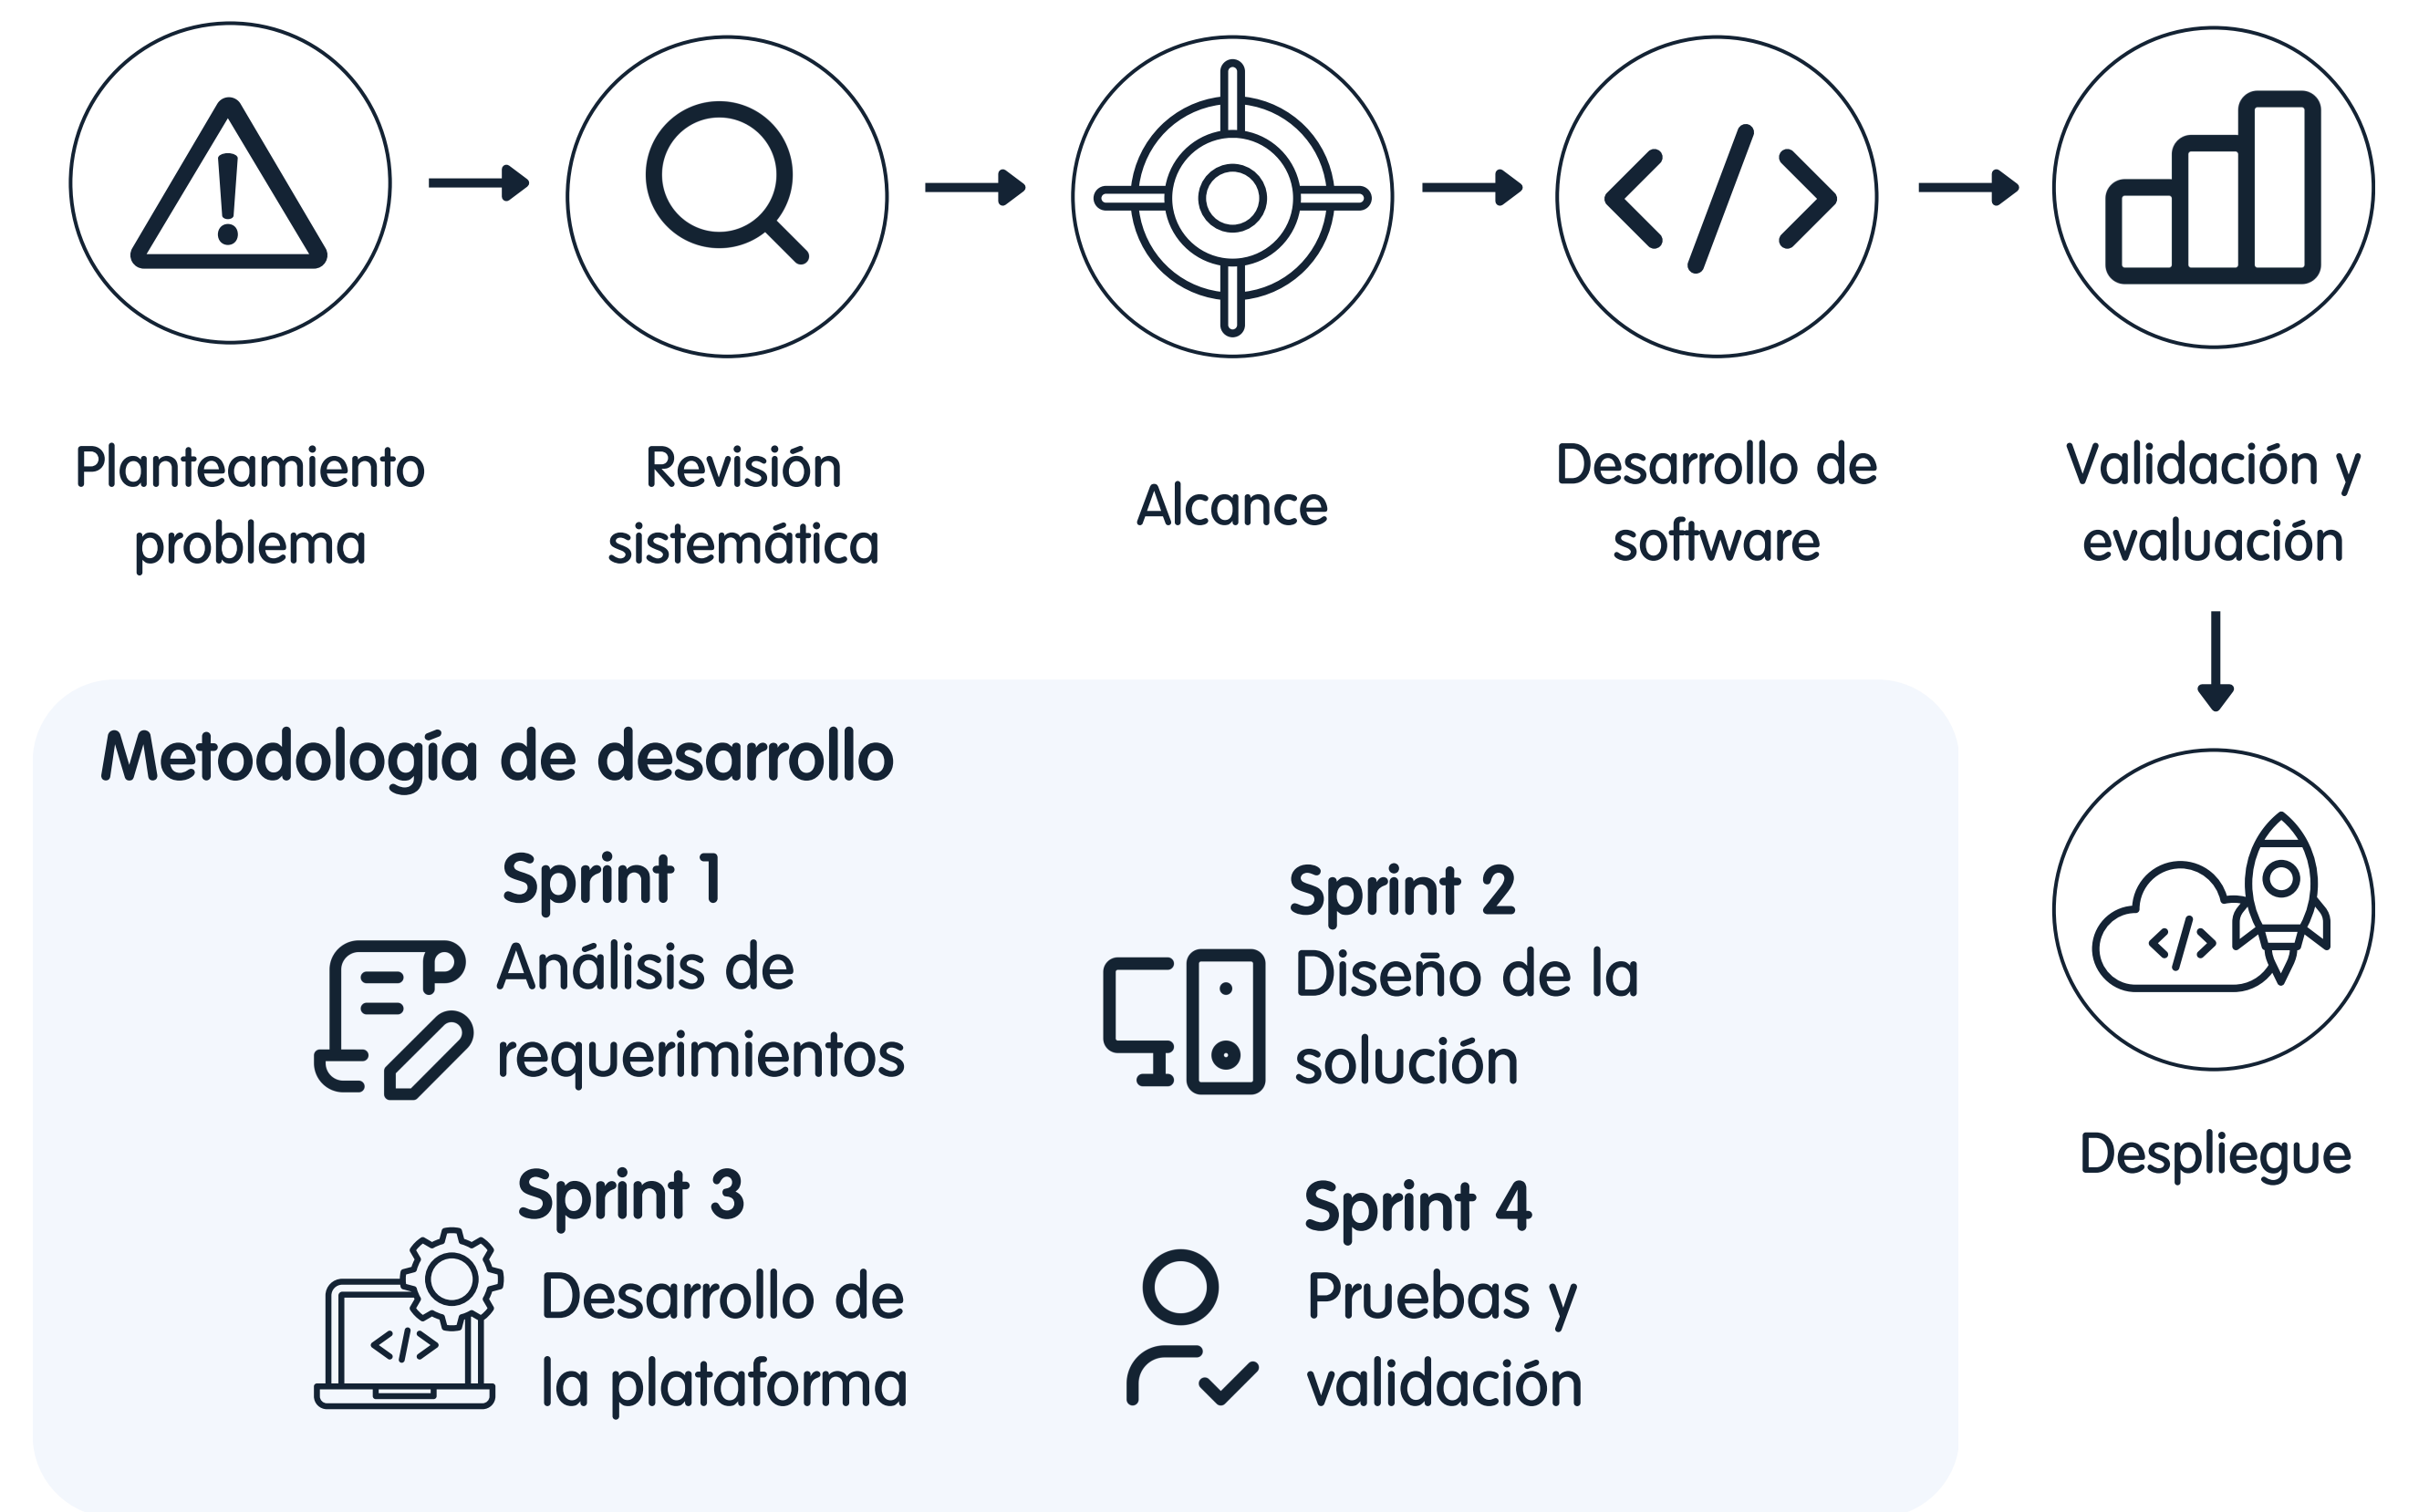 Planteamiento
problema
Revisión
sistemática
Alcance
Desarrollo de
software
Validación y
evaluación
Metodología de desarrollo
Sprint 1
Análisis de
requerimientos
Sprint 2
Diseño de la
solución
Sprint 3
Desarrollo de
la plataforma
Sprint 4
Pruebas y
validación
Despliegue